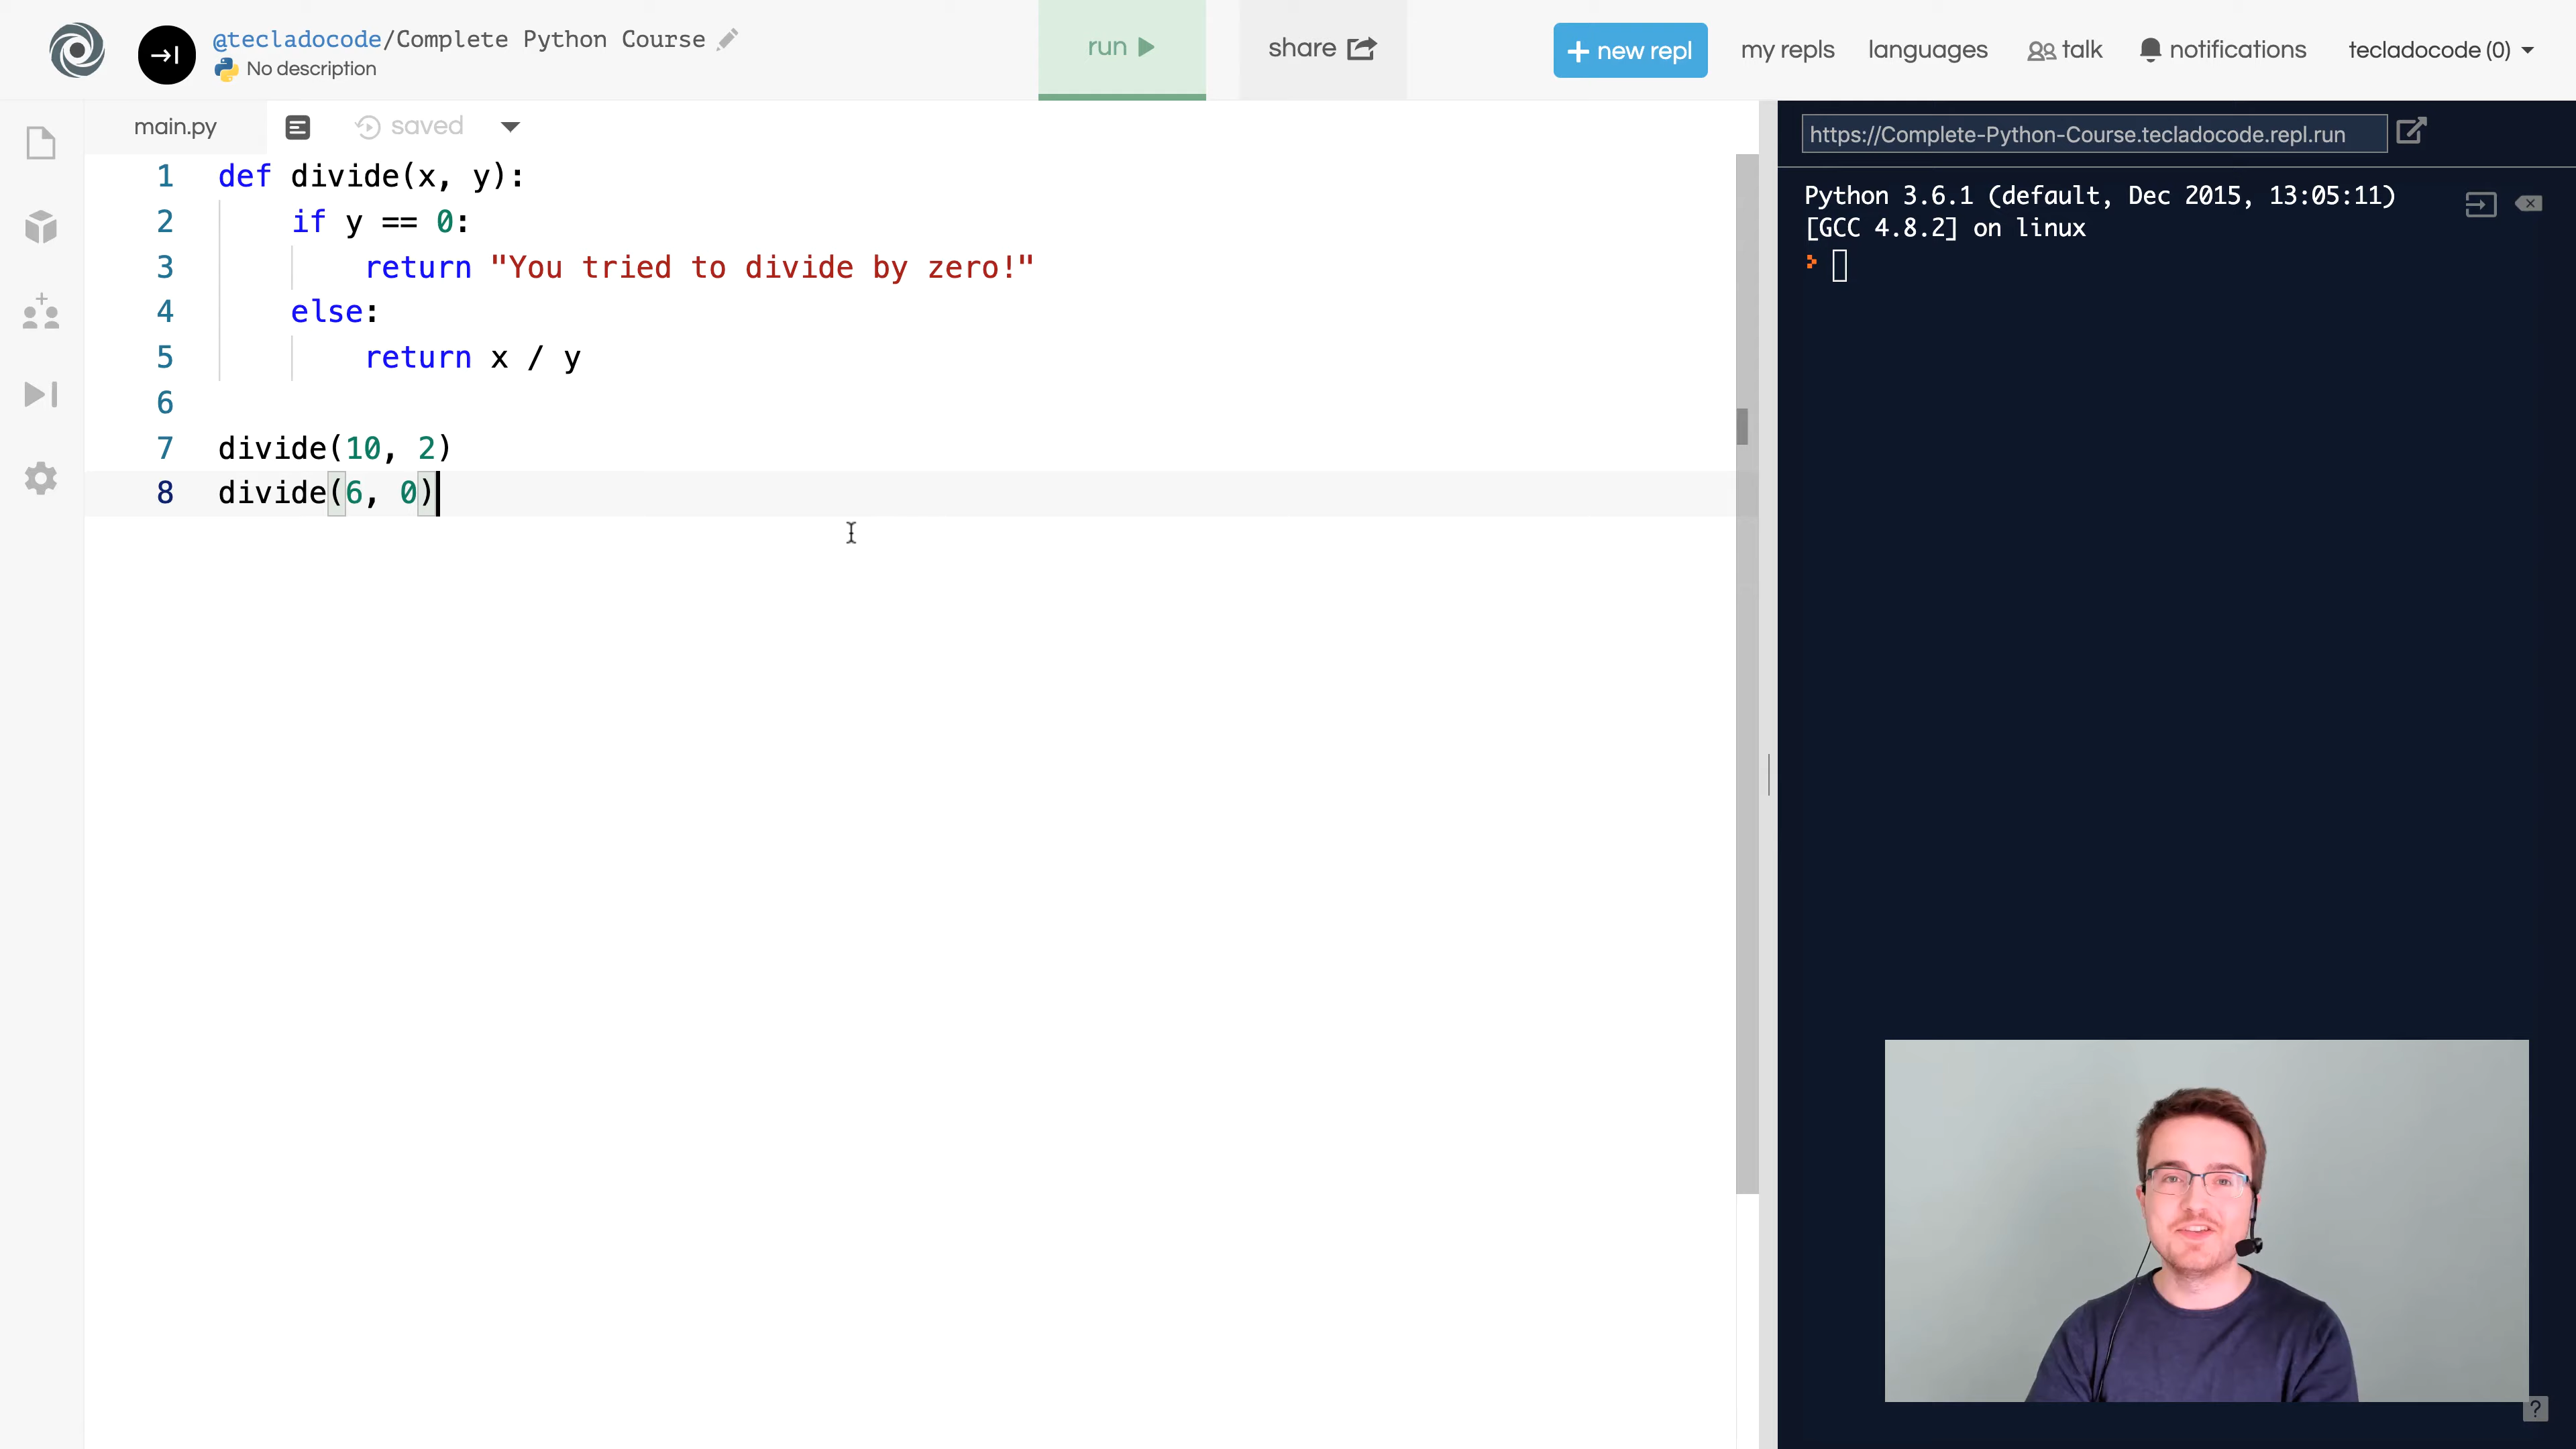 @tecladocode/Complete Python Course
No description
run
share
+ new repl
my repls
languages
talk
notifications
tecladocode (0)
main.py
saved
https://Complete-Python-Course.tecladocode.repl.run
1 def divide(x, y):
2 if y == 0:
3 return "You tried to divide by zero!"
4 else:
5 return x / y
6
7 divide(10, 2)
8 divide(6, 0)
Python 3.6.1 (default, Dec 2015, 13:05:11)
[GCC 4.8.2] on linux
?